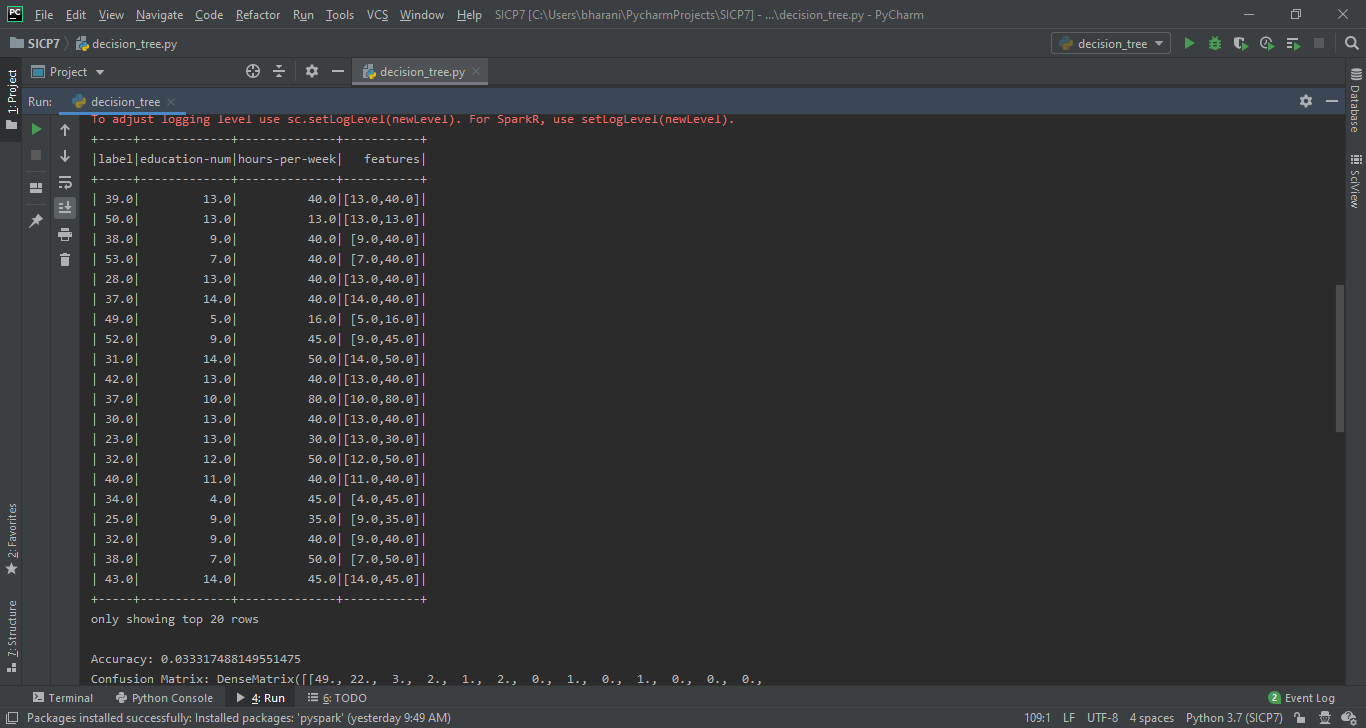 PC File Edit View Navigate Code Refactor Run Tools VCS Window Help SICP7 [C:\Users\bharani\PycharmProjects\SICP7] - ...\decision_tree.py - PyCharm
SICP7 decision_tree.py decision_tree
1: Project
Project decision_tree.py
Run: decision_tree
Database
SciView
To adjust logging level use sc.setLogLevel(newLevel). For SparkR, use setLogLevel(newLevel).
+-----+-------------+--------------+-----------+
|label|education-num|hours-per-week|   features|
+-----+-------------+--------------+-----------+
| 39.0|         13.0|          40.0|[13.0,40.0]|
| 50.0|         13.0|          13.0|[13.0,13.0]|
| 38.0|          9.0|          40.0| [9.0,40.0]|
| 53.0|          7.0|          40.0| [7.0,40.0]|
| 28.0|         13.0|          40.0|[13.0,40.0]|
| 37.0|         14.0|          40.0|[14.0,40.0]|
| 49.0|          5.0|          16.0| [5.0,16.0]|
| 52.0|          9.0|          45.0| [9.0,45.0]|
| 31.0|         14.0|          50.0|[14.0,50.0]|
| 42.0|         13.0|          40.0|[13.0,40.0]|
| 37.0|         10.0|          80.0|[10.0,80.0]|
| 30.0|         13.0|          40.0|[13.0,40.0]|
| 23.0|         13.0|          30.0|[13.0,30.0]|
| 32.0|         12.0|          50.0|[12.0,50.0]|
| 40.0|         11.0|          40.0|[11.0,40.0]|
| 34.0|          4.0|          45.0| [4.0,45.0]|
| 25.0|          9.0|          35.0| [9.0,35.0]|
| 32.0|          9.0|          40.0| [9.0,40.0]|
| 38.0|          7.0|          50.0| [7.0,50.0]|
| 43.0|         14.0|          45.0|[14.0,45.0]|
+-----+-------------+--------------+-----------+
only showing top 20 rows
Accuracy: 0.033317488149551475
Confusion Matrix: DenseMatrix([[49., 22.,  3.,  2.,  1.,  2.,  0.,  1.,  0.,  1.,  0.,  0.,  0.,
2: Favorites
7: Structure
Terminal Python Console 4: Run 6: TODO 2 Event Log
Packages installed successfully: Installed packages: 'pyspark' (yesterday 9:49 AM) 109:1 LF UTF-8 4 spaces Python 3.7 (SICP7)